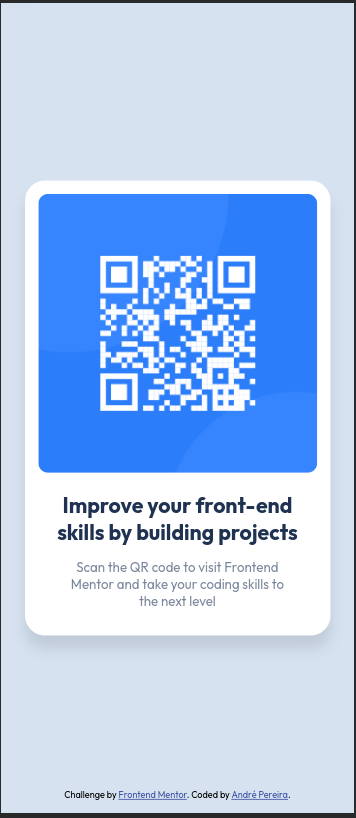 Improve your front-end
skills by building projects
Scan the QR code to visit Frontend
Mentor and take your coding skills to
the next level
Challenge by Frontend Mentor. Coded by André Pereira.